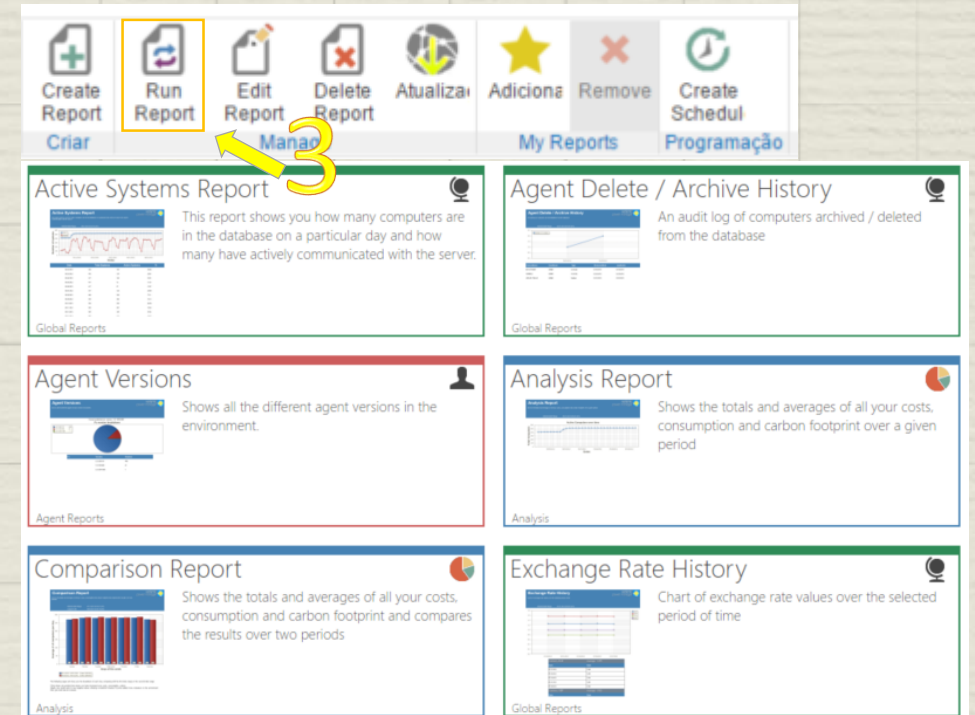 Create Report
Run Report
Edit Report
Delete Report
Atualiza
Adiciona
Remove
Create Schedul
Criar
Mana
My Reports
Programação
3
Active Systems Report
This report shows you how many computers are
in the database on a particular day and how
many have actively communicated with the server.
Global Reports
Agent Delete / Archive History
An audit log of computers archived / deleted
from the database
Global Reports
Agent Versions
Shows all the different agent versions in the
environment.
Agent Reports
Analysis Report
Shows the totals and averages of all your costs,
consumption and carbon footprint over a given
period
Analysis
Comparison Report
Shows the totals and averages of all your costs,
consumption and carbon footprint and compares
the results over two periods
Analysis
Exchange Rate History
Chart of exchange rate values over the selected
period of time
Global Reports